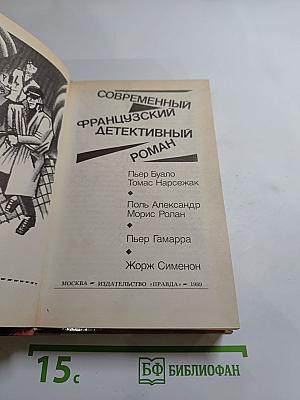 СОВРЕМЕННЫЙ
ФРАНЦУЗСКИЙ
ДЕТЕКТИВНЫЙ
РОМАН
Пьер Буало
Томас Нарсежак
Поль Александр
Морис Ролан
Пьер Гамарра
Жорж Сименон
МОСКВА — ИЗДАТЕЛЬСТВО «ПРАВДА» — 1989
15с
БФ БИБЛИОФАН